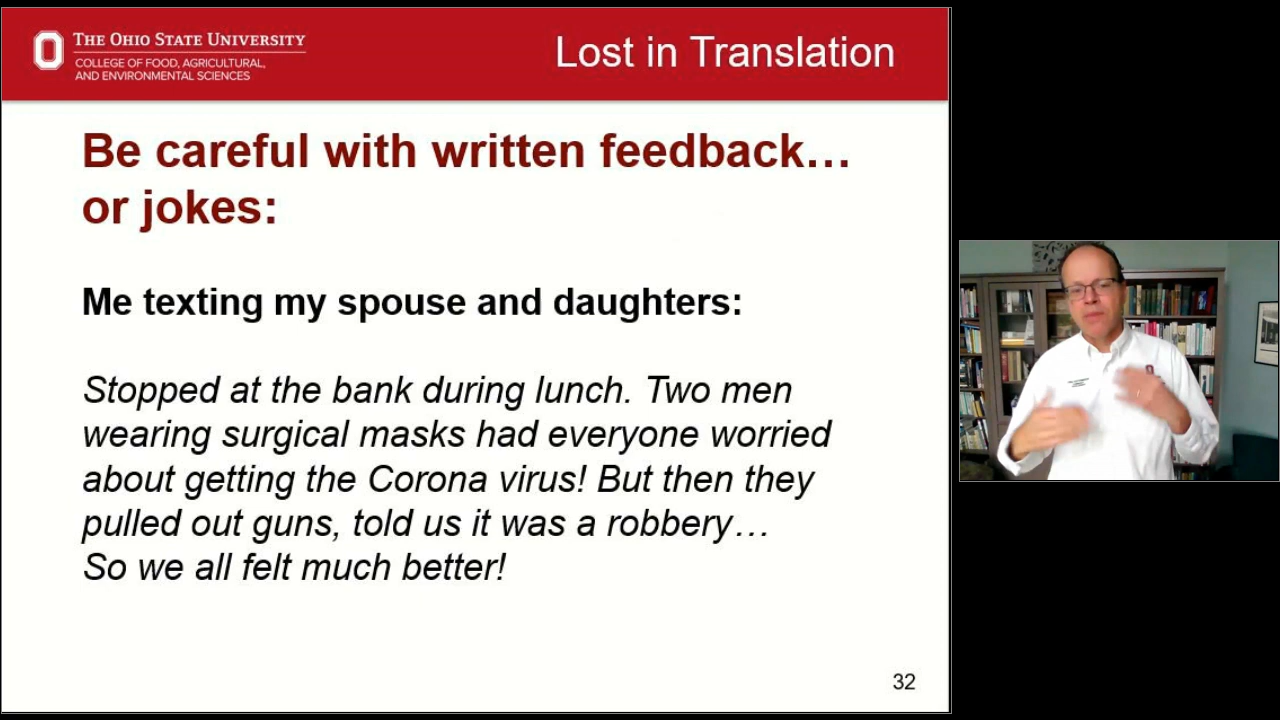 THE OHIO STATE UNIVERSITY
COLLEGE OF FOOD, AGRICULTURAL,
AND ENVIRONMENTAL SCIENCES
Lost in Translation
Be careful with written feedback…
or jokes:
Me texting my spouse and daughters:
Stopped at the bank during lunch. Two men
wearing surgical masks had everyone worried
about getting the Corona virus! But then they
pulled out guns, told us it was a robbery…
So we all felt much better!
32